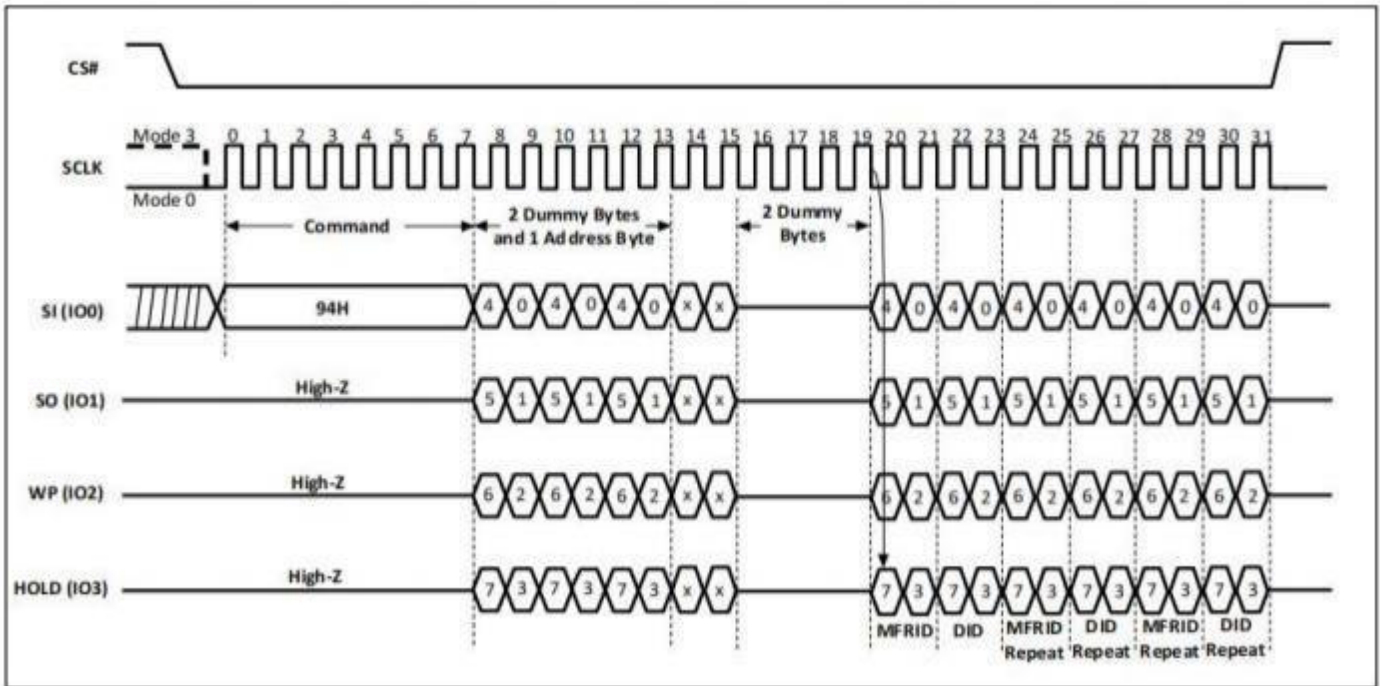 CS#
Mode 3 0 1 2 3 4 5 6 7 8 9 10 11 12 13 14 15 16 17 18 19 20 21 22 23 24 25 26 27 28 29 30 31
SCLK
Mode 0
Command
2 Dummy Bytes
and 1 Address Byte
2 Dummy
Bytes
SI (IO0) 94H 4 0 4 0 4 0 x x 4 0 4 0 4 0 4 0 4 0 4 0
SO (IO1) High-Z 5 1 5 1 5 1 x x 5 1 5 1 5 1 5 1 5 1 5 1
WP (IO2) High-Z 6 2 6 2 6 2 x x 6 2 6 2 6 2 6 2 6 2 6 2
HOLD (IO3) High-Z 7 3 7 3 7 3 x x 7 3 7 3 7 3 7 3 7 3 7 3
MFRID DID MFRID DID MFRID DID
Repeat Repeat Repeat Repeat